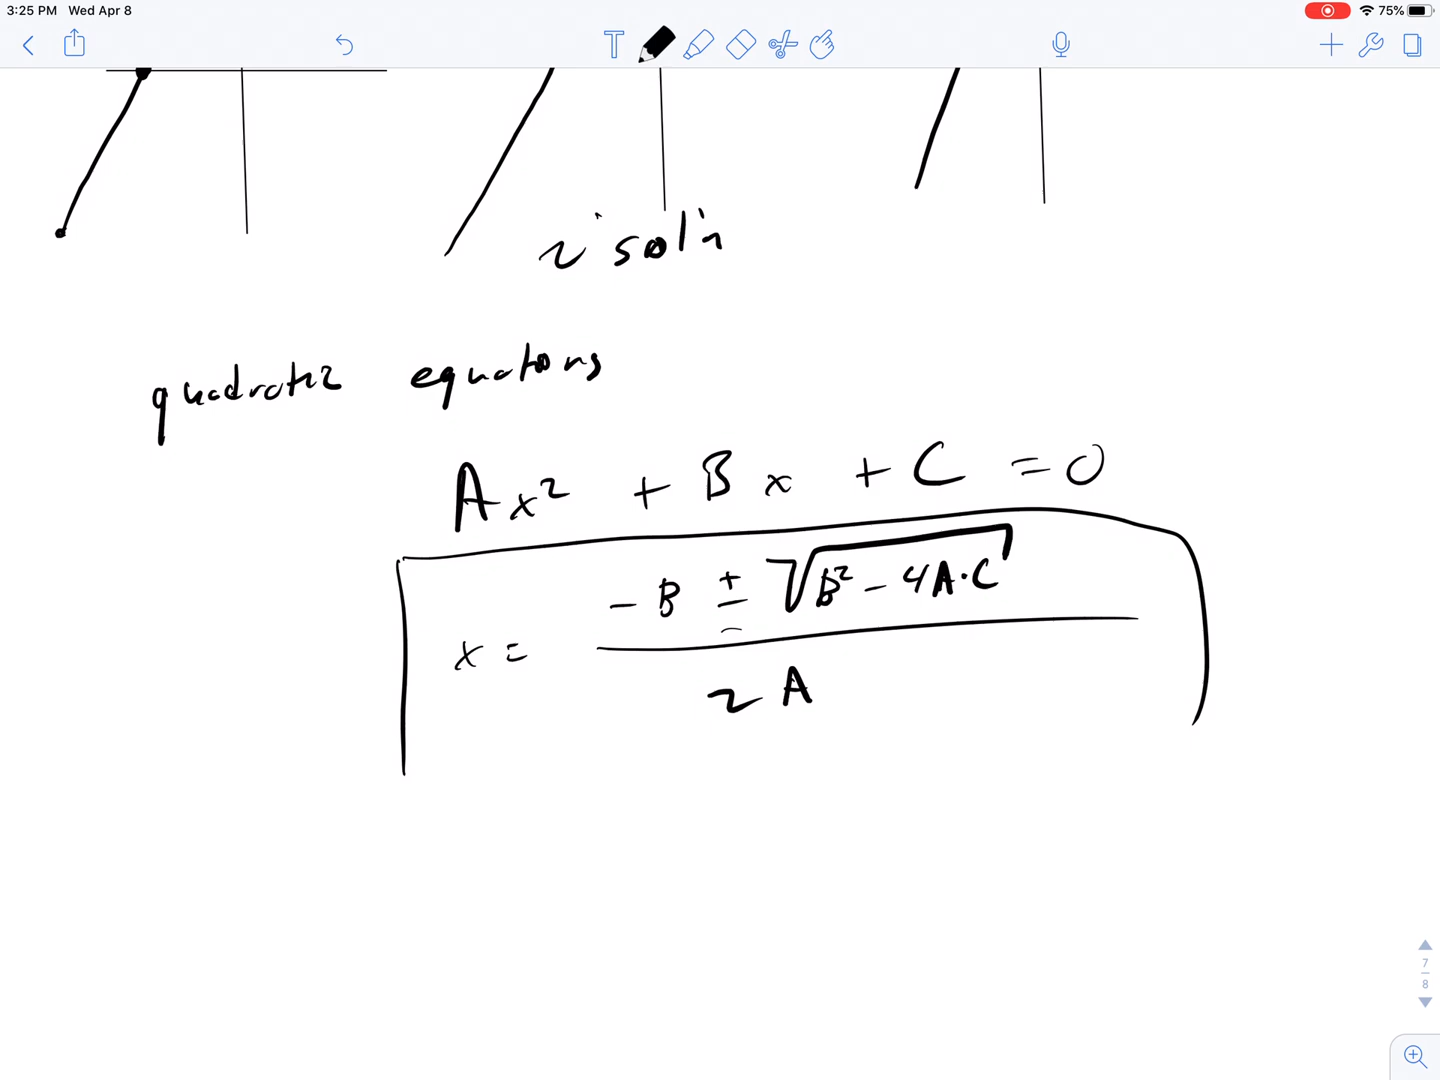 3:25 PM Wed Apr 8
75%
T
2 sol'n
quadratic equations
Ax² + Bx + C = 0
x = (-B ± √(B² - 4A·C)) / 2A
7
8